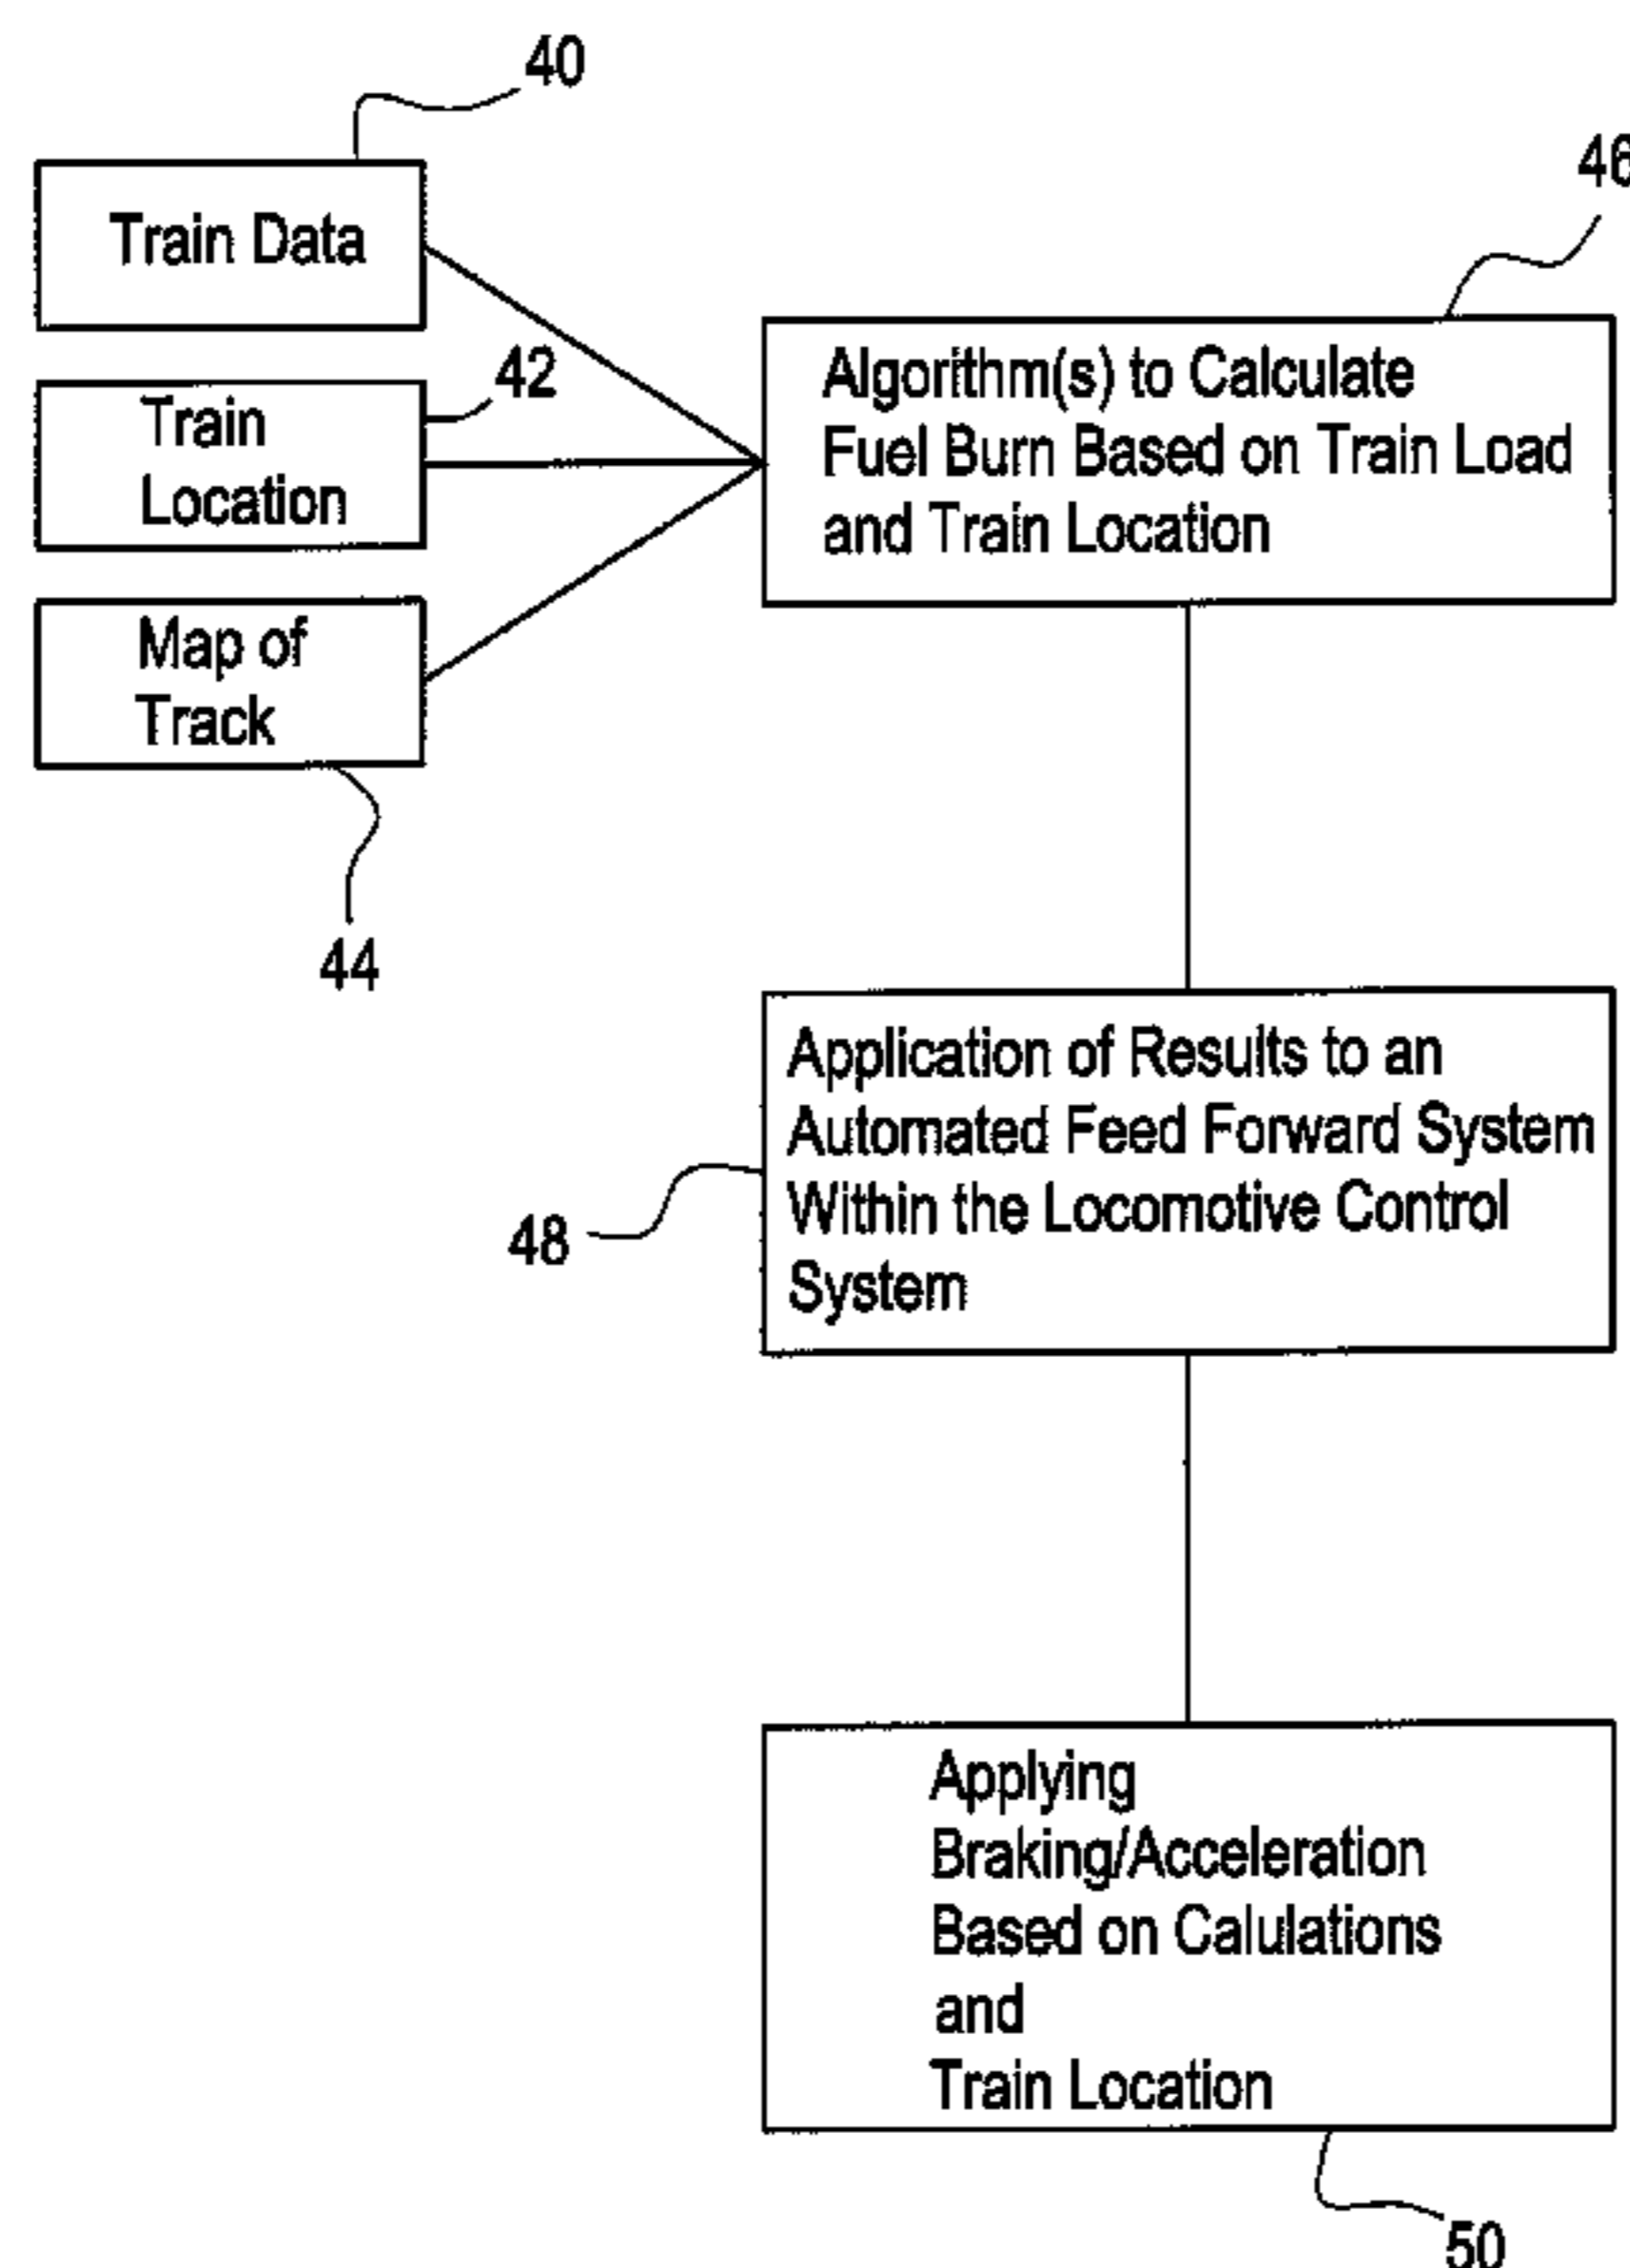 40
Train Data
42
Train
Location
Map of
Track
44
46
Algorithm(s) to Calculate
Fuel Burn Based on Train Load
and Train Location
Application of Results to an
Automated Feed Forward System
Within the Locomotive Control
System
48
Applying
Braking/Acceleration
Based on Calulations
and
Train Location
50